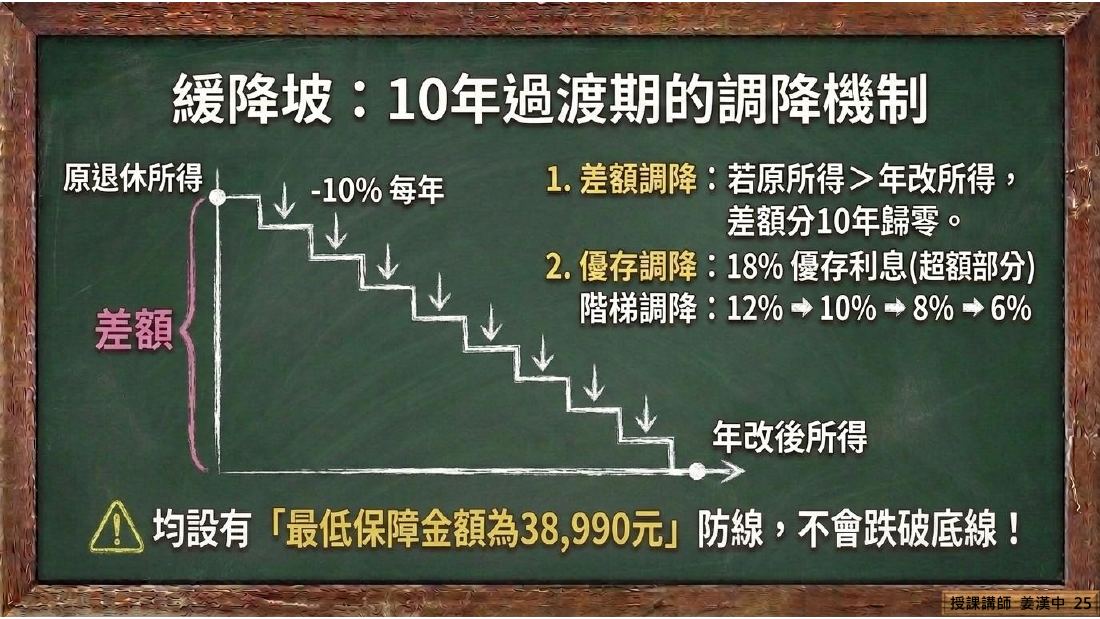 緩降坡：10年過渡期的調降機制
原退休所得
-10% 每年
差額
年改後所得
1. 差額調降：若原所得＞年改所得，
差額分10年歸零。
2. 優存調降：18% 優存利息(超額部分)
階梯調降：12% ➡ 10% ➡ 8% ➡ 6%
均設有「最低保障金額為38,990元」防線，不會跌破底線！
授課講師 姜漢中 25